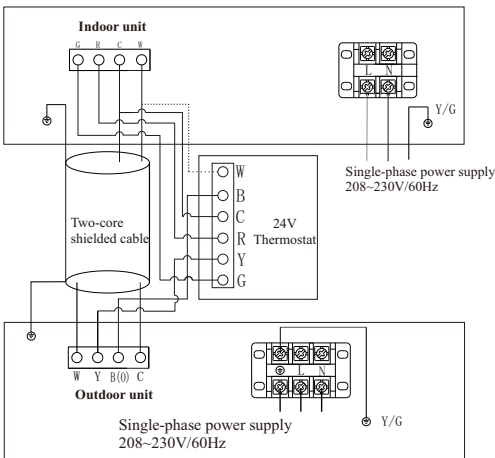 Indoor unit
G R C W
L N
Y/G
Single-phase power supply
208~230V/60Hz
W
B
C
R
Y
G
24V
Thermostat
Two-core
shielded cable
W Y B(O) C
Outdoor unit
L N
Y/G
Single-phase power supply
208~230V/60Hz